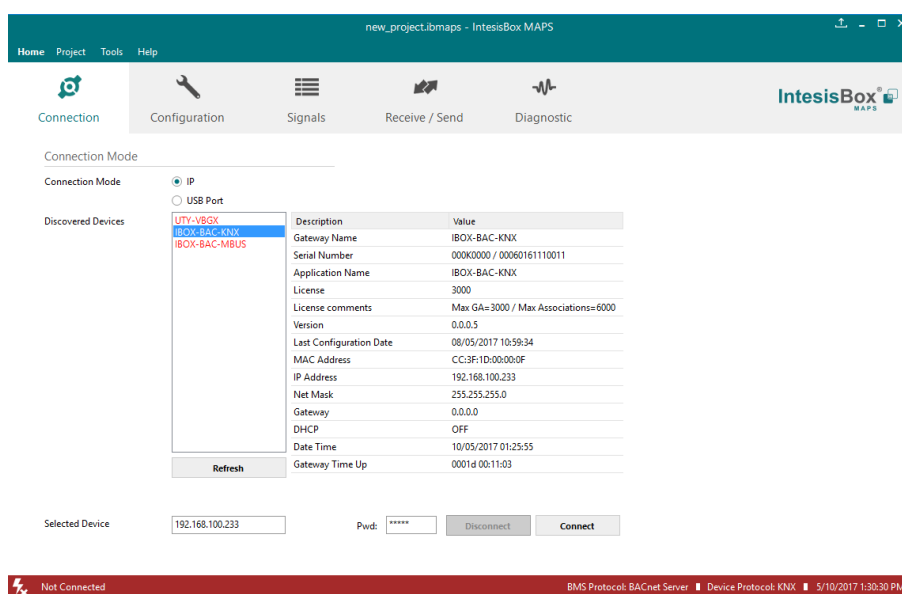 new_project.ibmaps - IntesisBox MAPS
Home Project Tools Help
Connection Configuration Signals Receive / Send Diagnostic
IntesisBox®
MAPS
Connection Mode
Connection Mode IP
USB Port
Discovered Devices
UTY-VBGX
IBOX-BAC-KNX
IBOX-BAC-MBUS
Description Value
Gateway Name IBOX-BAC-KNX
Serial Number 000K0000 / 00060161110011
Application Name IBOX-BAC-KNX
License 3000
License comments Max GA=3000 / Max Associations=6000
Version 0.0.0.5
Last Configuration Date 08/05/2017 10:59:34
MAC Address CC:3F:1D:00:00:0F
IP Address 192.168.100.233
Net Mask 255.255.255.0
Gateway 0.0.0.0
DHCP OFF
Date Time 10/05/2017 01:25:55
Gateway Time Up 0001d 00:11:03
Refresh
Selected Device 192.168.100.233 Pwd: ***** Disconnect Connect
Not Connected BMS Protocol: BACnet Server Device Protocol: KNX 5/10/2017 1:30:30 PM